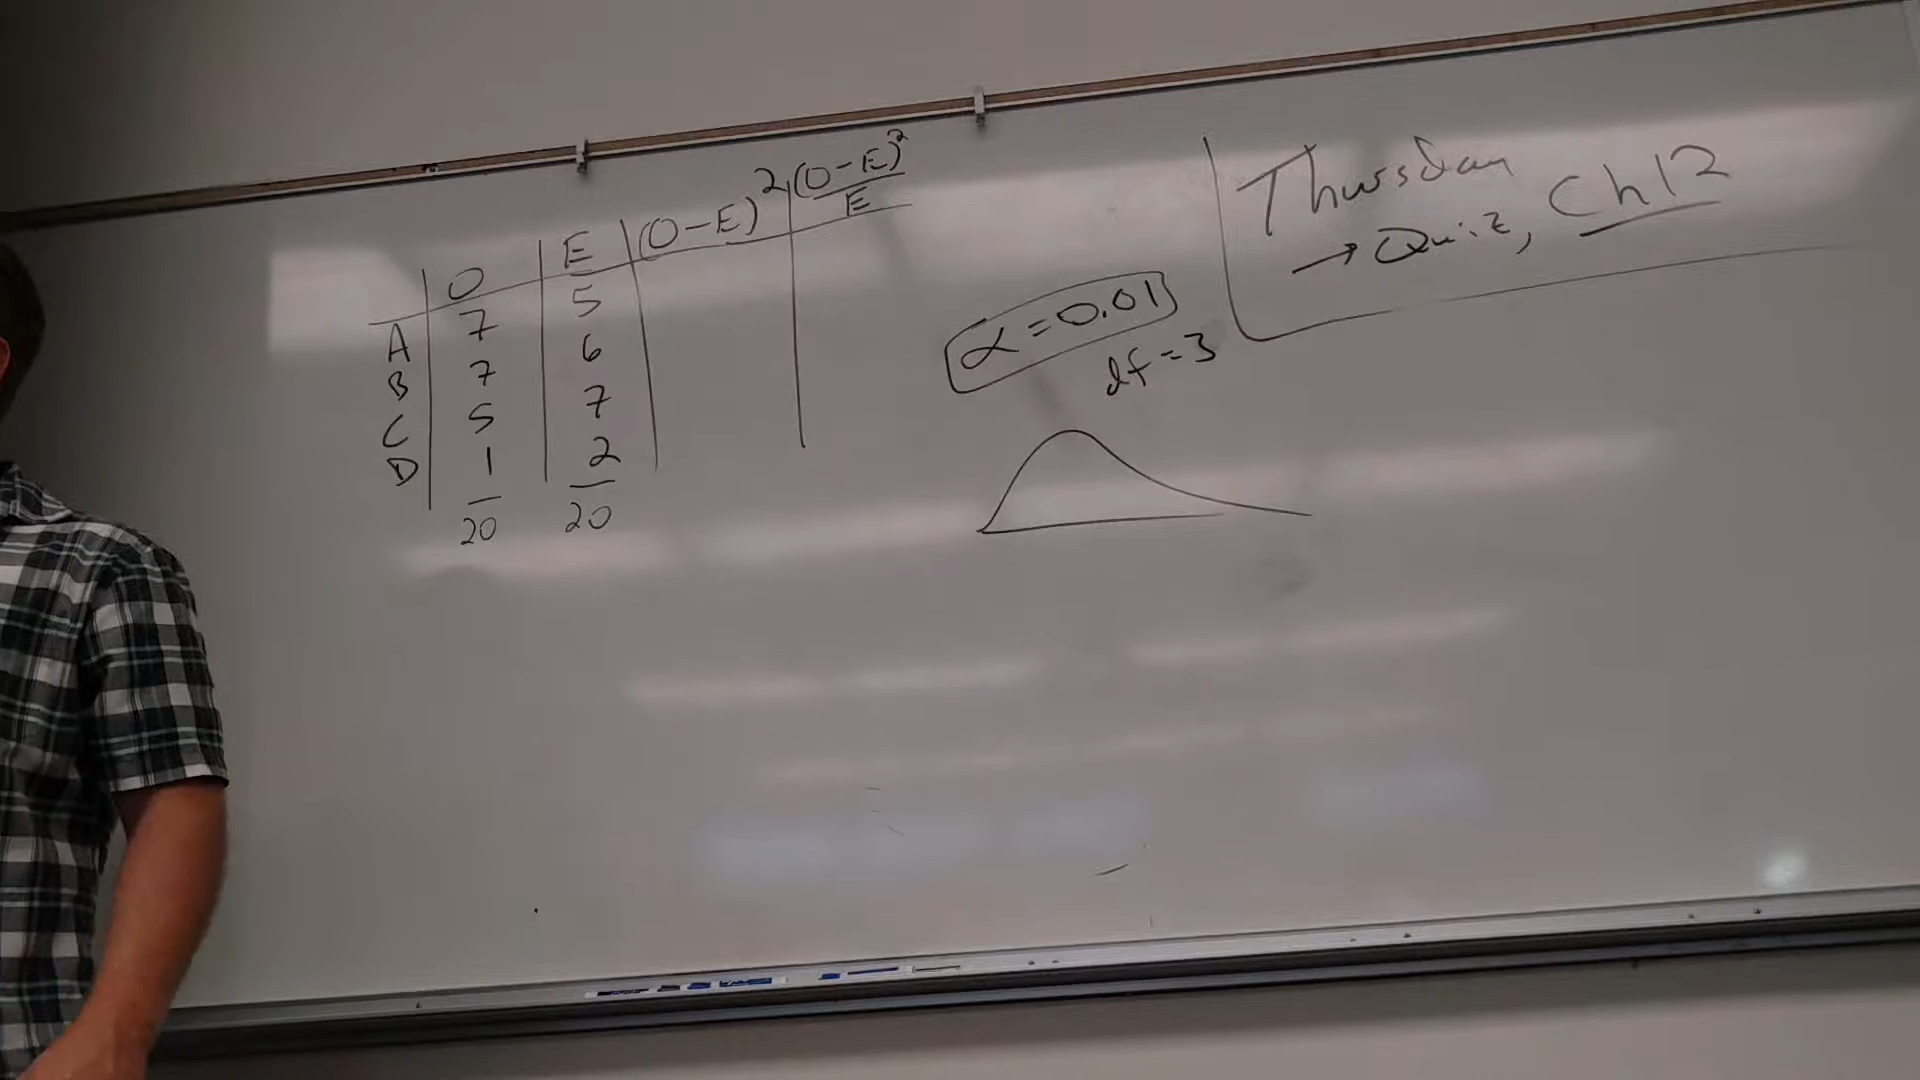 O E (O-E)² (O-E)²/E
A 7 5
B 7 6
C 5 7
D 1 2
20 20
α = 0.01
df = 3
Thursday
→ Quiz, Ch12